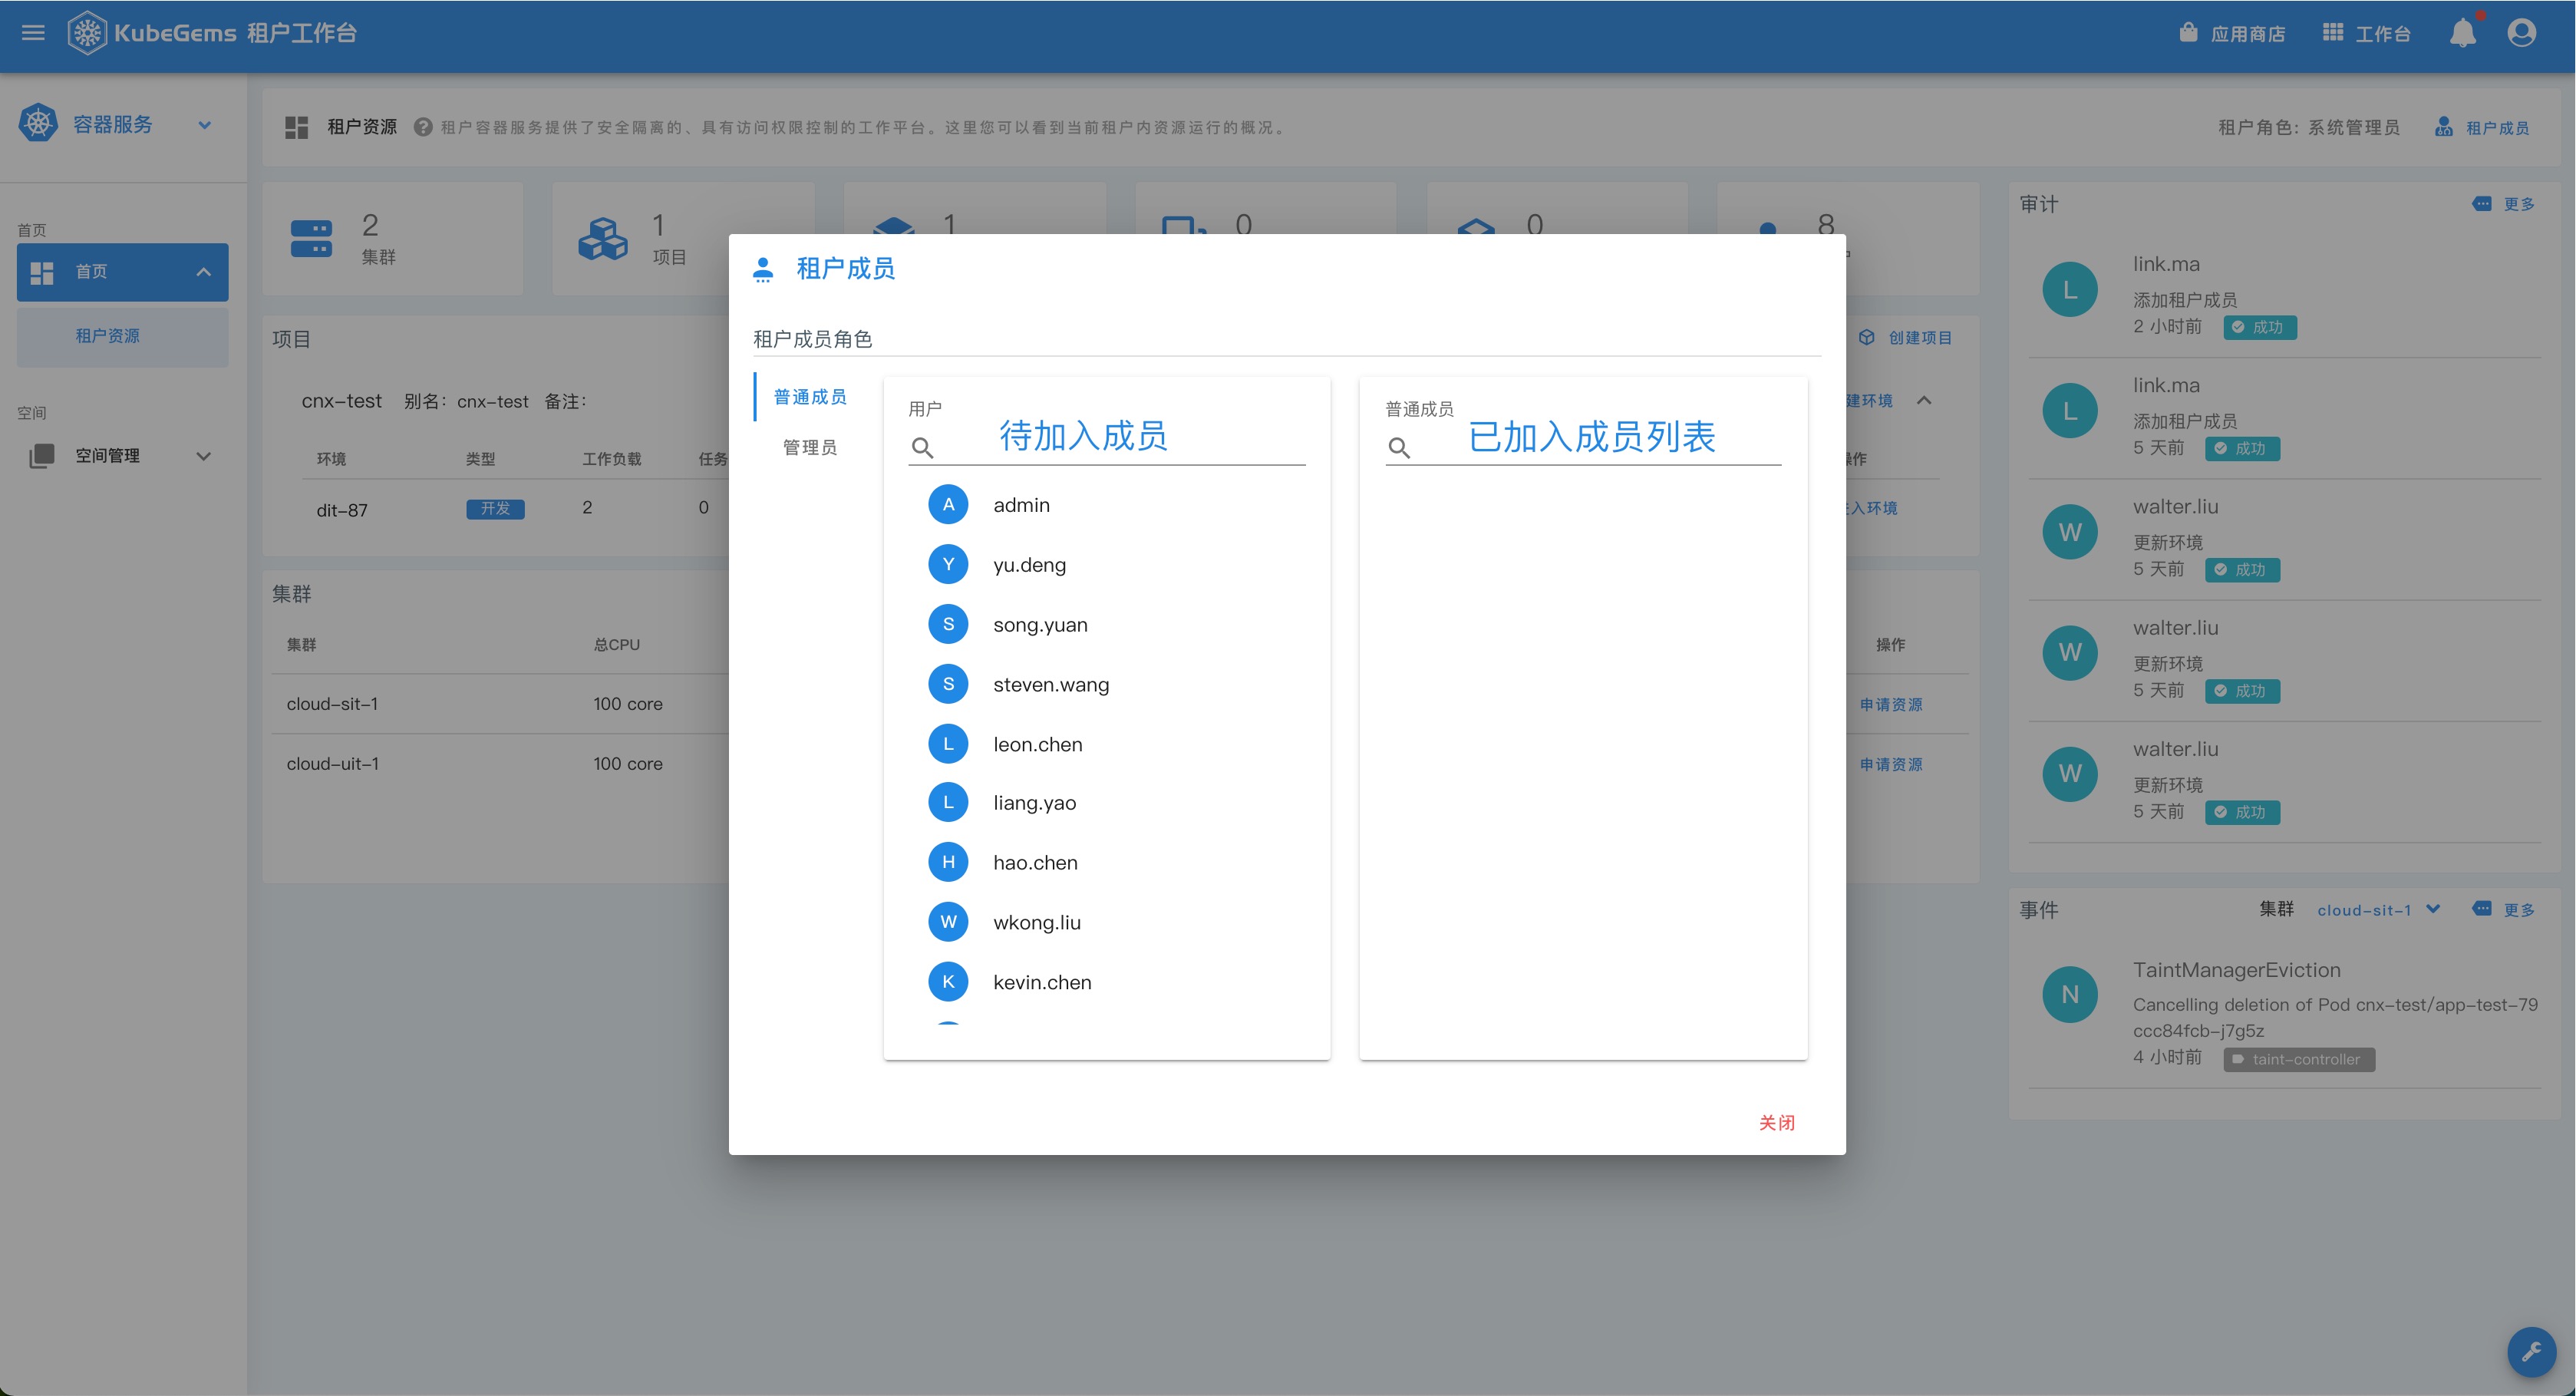 KubeGems 租户工作台
应用商店
工作台
容器服务
首页
首页
租户资源
空间
空间管理
租户资源 租户容器服务提供了安全隔离的、具有访问权限控制的工作平台。这里您可以看到当前租户内资源运行的概况。
租户角色: 系统管理员
租户成员
2
集群
1
项目
1
0
0
8
项目
创建项目
cnx-test 别名: cnx-test 备注:
建环境
环境 类型 工作负载 任务
操作
dit-87 开发 2 0
入环境
集群
集群 总CPU 操作
cloud-sit-1 100 core 申请资源
cloud-uit-1 100 core 申请资源
租户成员
租户成员角色
普通成员
管理员
用户
待加入成员
admin
yu.deng
song.yuan
steven.wang
leon.chen
liang.yao
hao.chen
wkong.liu
kevin.chen
A
Y
S
S
L
L
H
W
K
普通成员
已加入成员列表
关闭
审计 更多
L
link.ma
添加租户成员
2 小时前 成功
L
link.ma
添加租户成员
5 天前 成功
W
walter.liu
更新环境
5 天前 成功
W
walter.liu
更新环境
5 天前 成功
W
walter.liu
更新环境
5 天前 成功
事件 集群 cloud-sit-1 更多
N
TaintManagerEviction
Cancelling deletion of Pod cnx-test/app-test-79
ccc84fcb-j7g5z
4 小时前 taint-controller